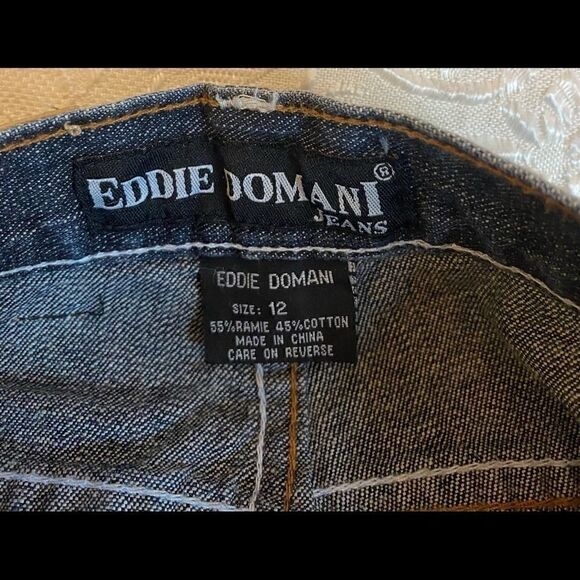 EDDIE DOMANI®
JEANS
EDDIE DOMANI
SIZE: 12
55%RAMIE 45%COTTON
MADE IN CHINA
CARE ON REVERSE